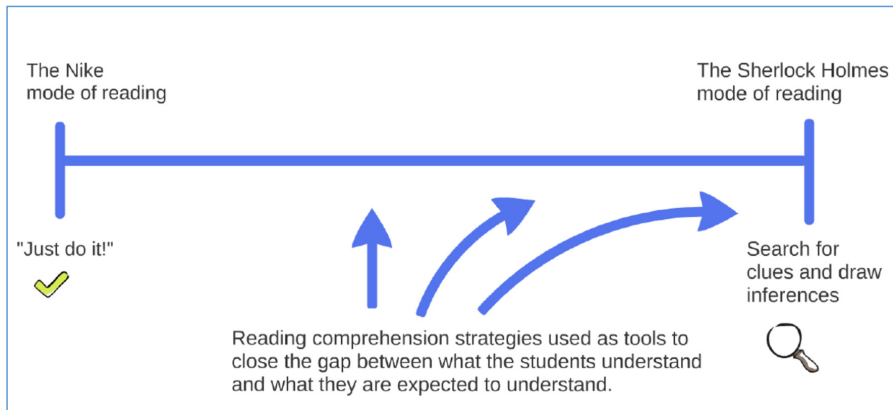 The Nike
mode of reading
The Sherlock Holmes
mode of reading
"Just do it!"
Search for
clues and draw
inferences
Reading comprehension strategies used as tools to
close the gap between what the students understand
and what they are expected to understand.